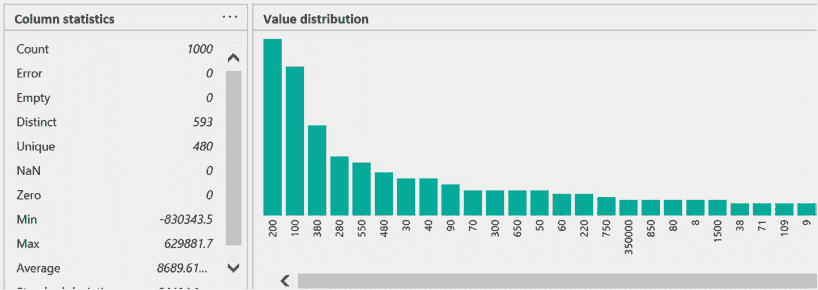 Column statistics ...
Count 1000
Error 0
Empty 0
Distinct 593
Unique 480
NaN 0
Zero 0
Min -830343.5
Max 629881.7
Average 8689.61...
Value distribution
200 100 380 280 550 480 30 40 90 70 300 650 50 60 220 750 350000 850 80 8 1500 38 71 109 9